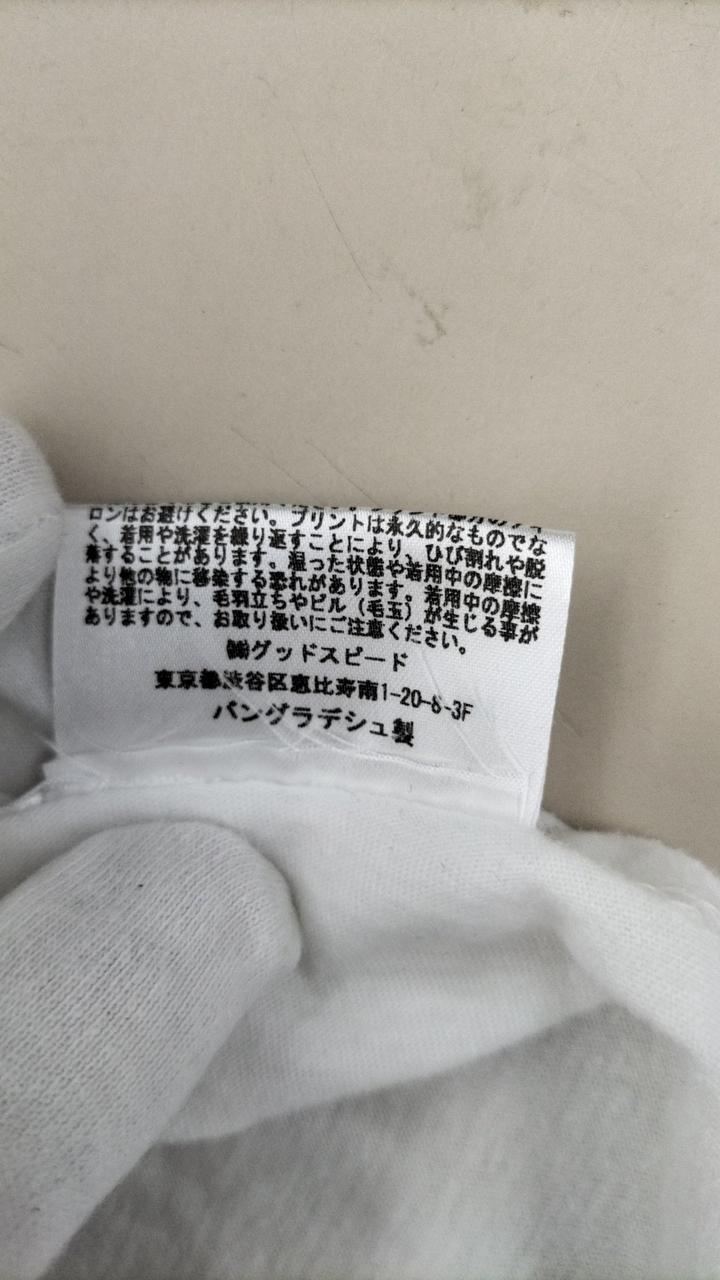 ロンはお避けください。プリントは永久的なものでな
く、着用や洗濯を繰り返すことにより、ひび割れや脱
落することがあります。湿った状態や着用中の摩擦に
より他の物に移染する恐れがあります。着用中の摩擦
や洗濯により、毛羽立ちやピル（毛玉）が生じる事が
ありますので、お取り扱いにご注意ください。
㈱グッドスピード
東京都渋谷区恵比寿南1-20-6-3F
バングラデシュ製